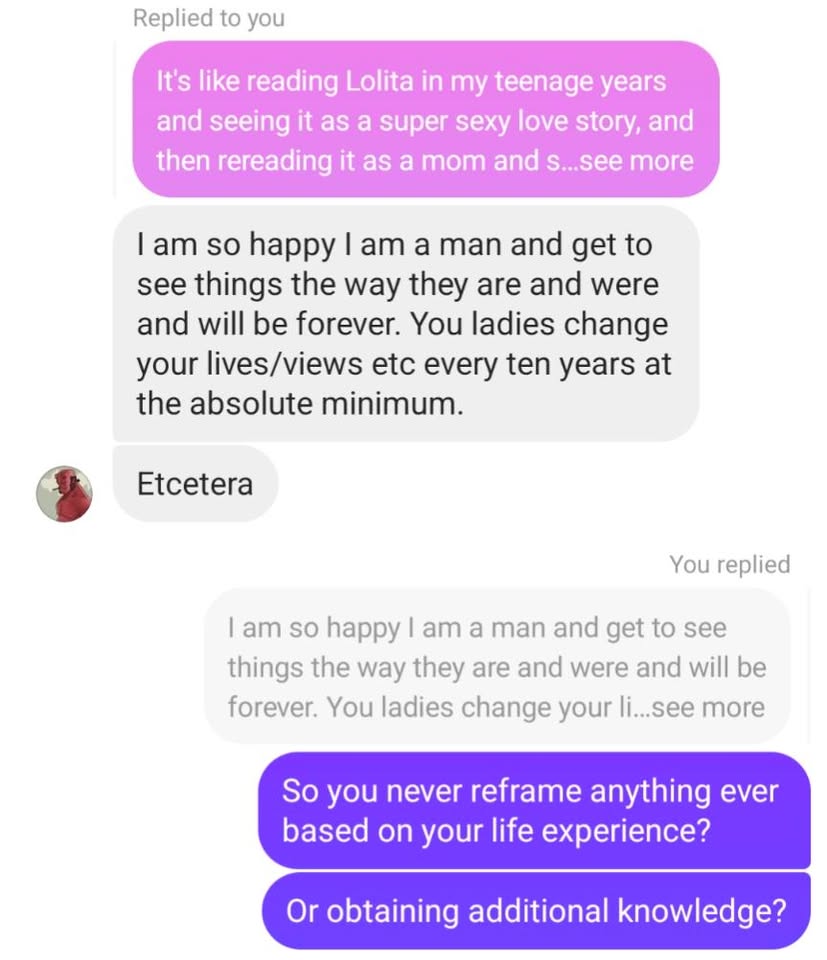 Replied to you
It's like reading Lolita in my teenage years
and seeing it as a super sexy love story, and
then rereading it as a mom and s...see more
I am so happy I am a man and get to
see things the way they are and were
and will be forever. You ladies change
your lives/views etc every ten years at
the absolute minimum.
Etcetera
You replied
I am so happy I am a man and get to see
things the way they are and were and will be
forever. You ladies change your li...see more
So you never reframe anything ever
based on your life experience?
Or obtaining additional knowledge?